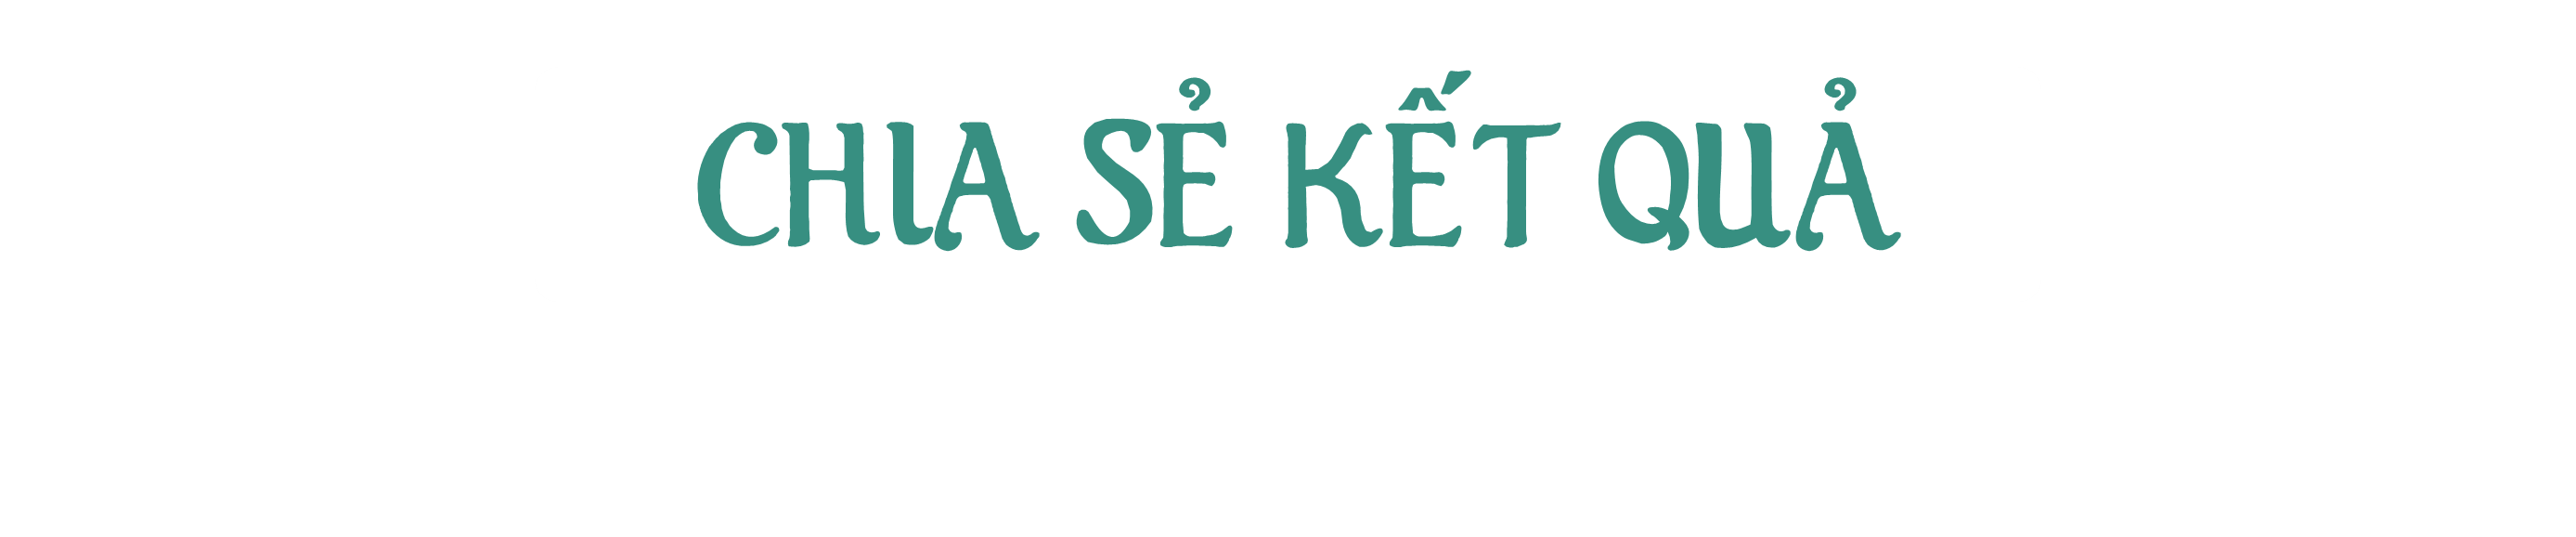 CHIA SẺ KẾT QUẢ